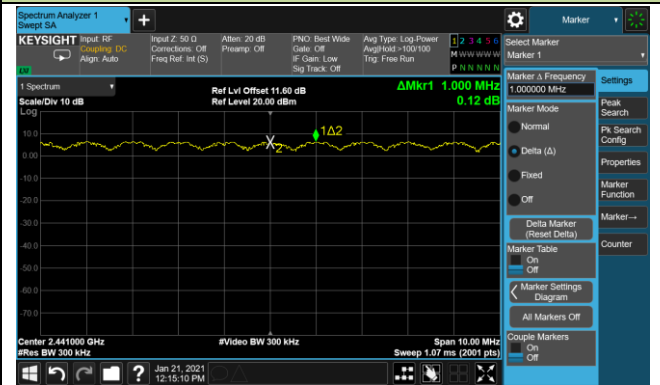 Spectrum Analyzer 1
Swept SA
+
Marker
KEYSIGHT
Input: RF
Coupling: DC
Align: Auto
Input Z: 50 Ω
Corrections: Off
Freq Ref: Int (S)
Atten: 20 dB
Preamp: Off
PNO: Best Wide
Gate: Off
IF Gain: Low
Sig Track: Off
Avg Type: Log-Power
Avg|Hold:>100/100
Trig: Free Run
1 2 3 4 5 6
M W W W W W
P N N N N N
1 Spectrum
Scale/Div 10 dB
Log
Ref Lvl Offset 11.60 dB
Ref Level 20.00 dBm
ΔMkr1 1.000 MHz
0.12 dB
10.0
0.00
-10.0
-20.0
-30.0
-40.0
-50.0
-60.0
-70.0
1Δ2
X2
Center 2.441000 GHz
#Res BW 300 kHz
#Video BW 300 kHz
Span 10.00 MHz
Sweep 1.07 ms (2001 pts)
Select Marker
Marker 1
Marker Δ Frequency
1.000000 MHz
Marker Mode
Normal
Delta (Δ)
Fixed
Off
Delta Marker
(Reset Delta)
Marker Table
On
Off
Marker Settings
Diagram
All Markers Off
Couple Markers
On
Off
Settings
Peak
Search
Pk Search
Config
Properties
Marker
Function
Marker→
Counter
?
Jan 21, 2021
12:15:10 PM